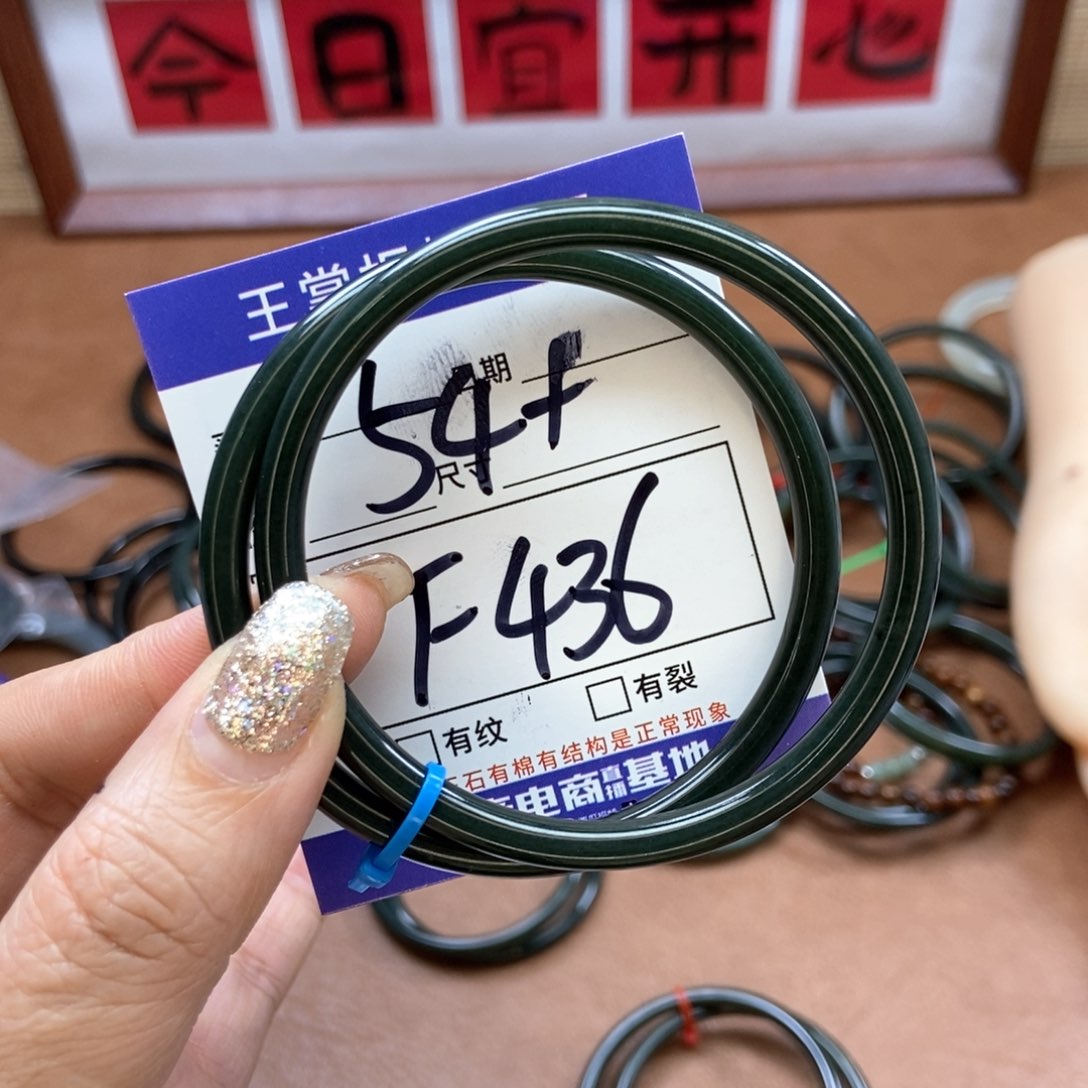 今日宜开心
王掌柜
日期
54+
尺寸
F436
有纹
有裂
石有棉有结构是正常现象
电商直播基地